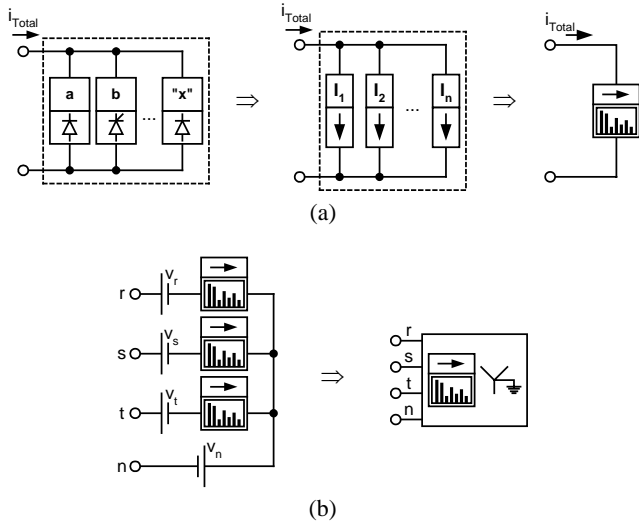 i_Total
a b ... "x"
⇒
i_Total
I_1 I_2 ... I_n
⇒
i_Total
(a)
r v_r
s v_s
t v_t
n v_n
⇒
r
s
t
n
(b)